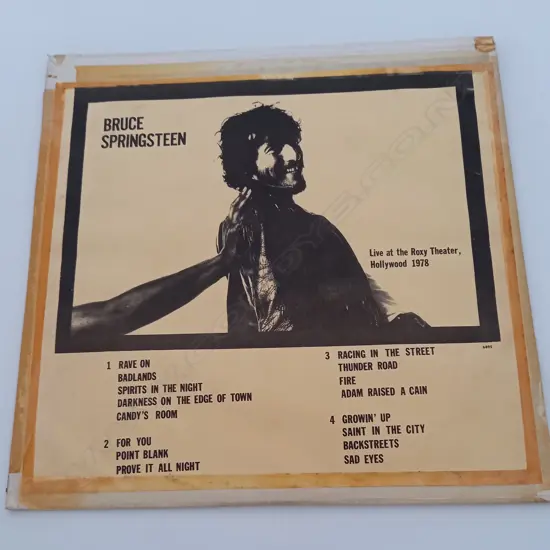 BRUCE
SPRINGSTEEN
Live at the Roxy Theater,
Hollywood 1978
1 RAVE ON
BADLANDS
SPIRITS IN THE NIGHT
DARKNESS ON THE EDGE OF TOWN
CANDY'S ROOM
2 FOR YOU
POINT BLANK
PROVE IT ALL NIGHT
3 RACING IN THE STREET
THUNDER ROAD
FIRE
ADAM RAISED A CAIN
4 GROWIN' UP
SAINT IN THE CITY
BACKSTREETS
SAD EYES